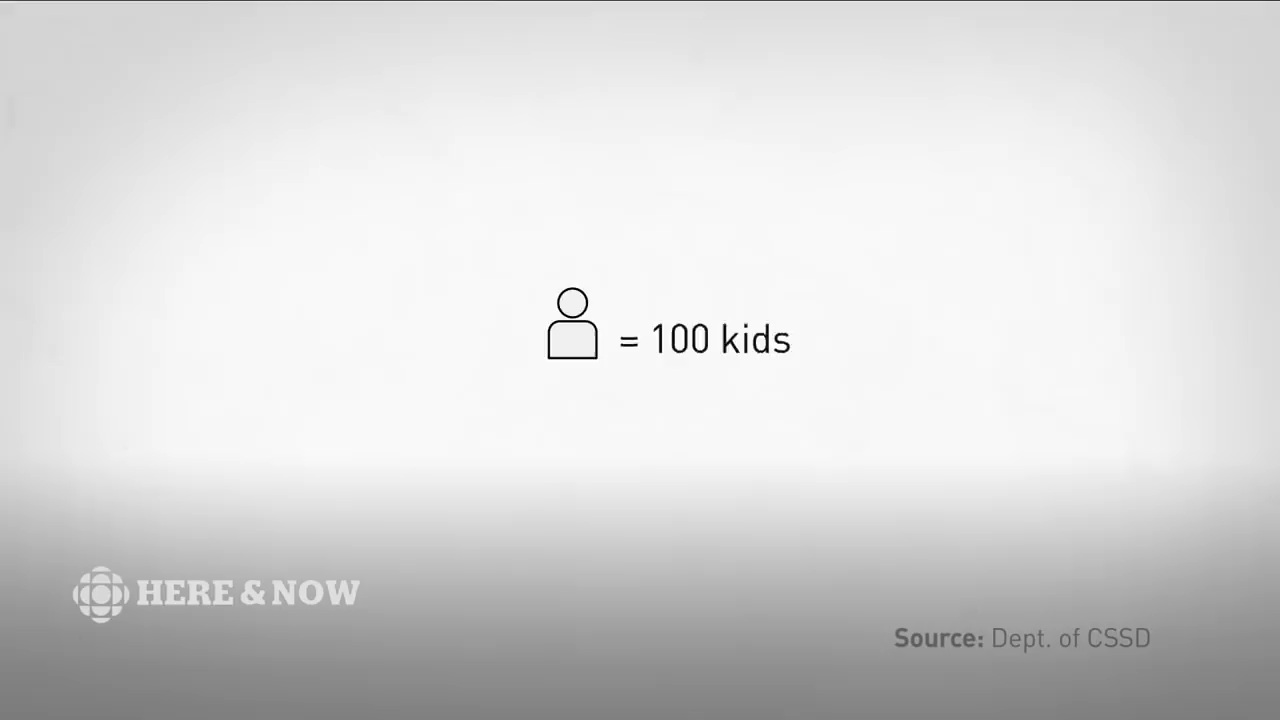 = 100 kids
HERE & NOW
Source: Dept. of CSSD